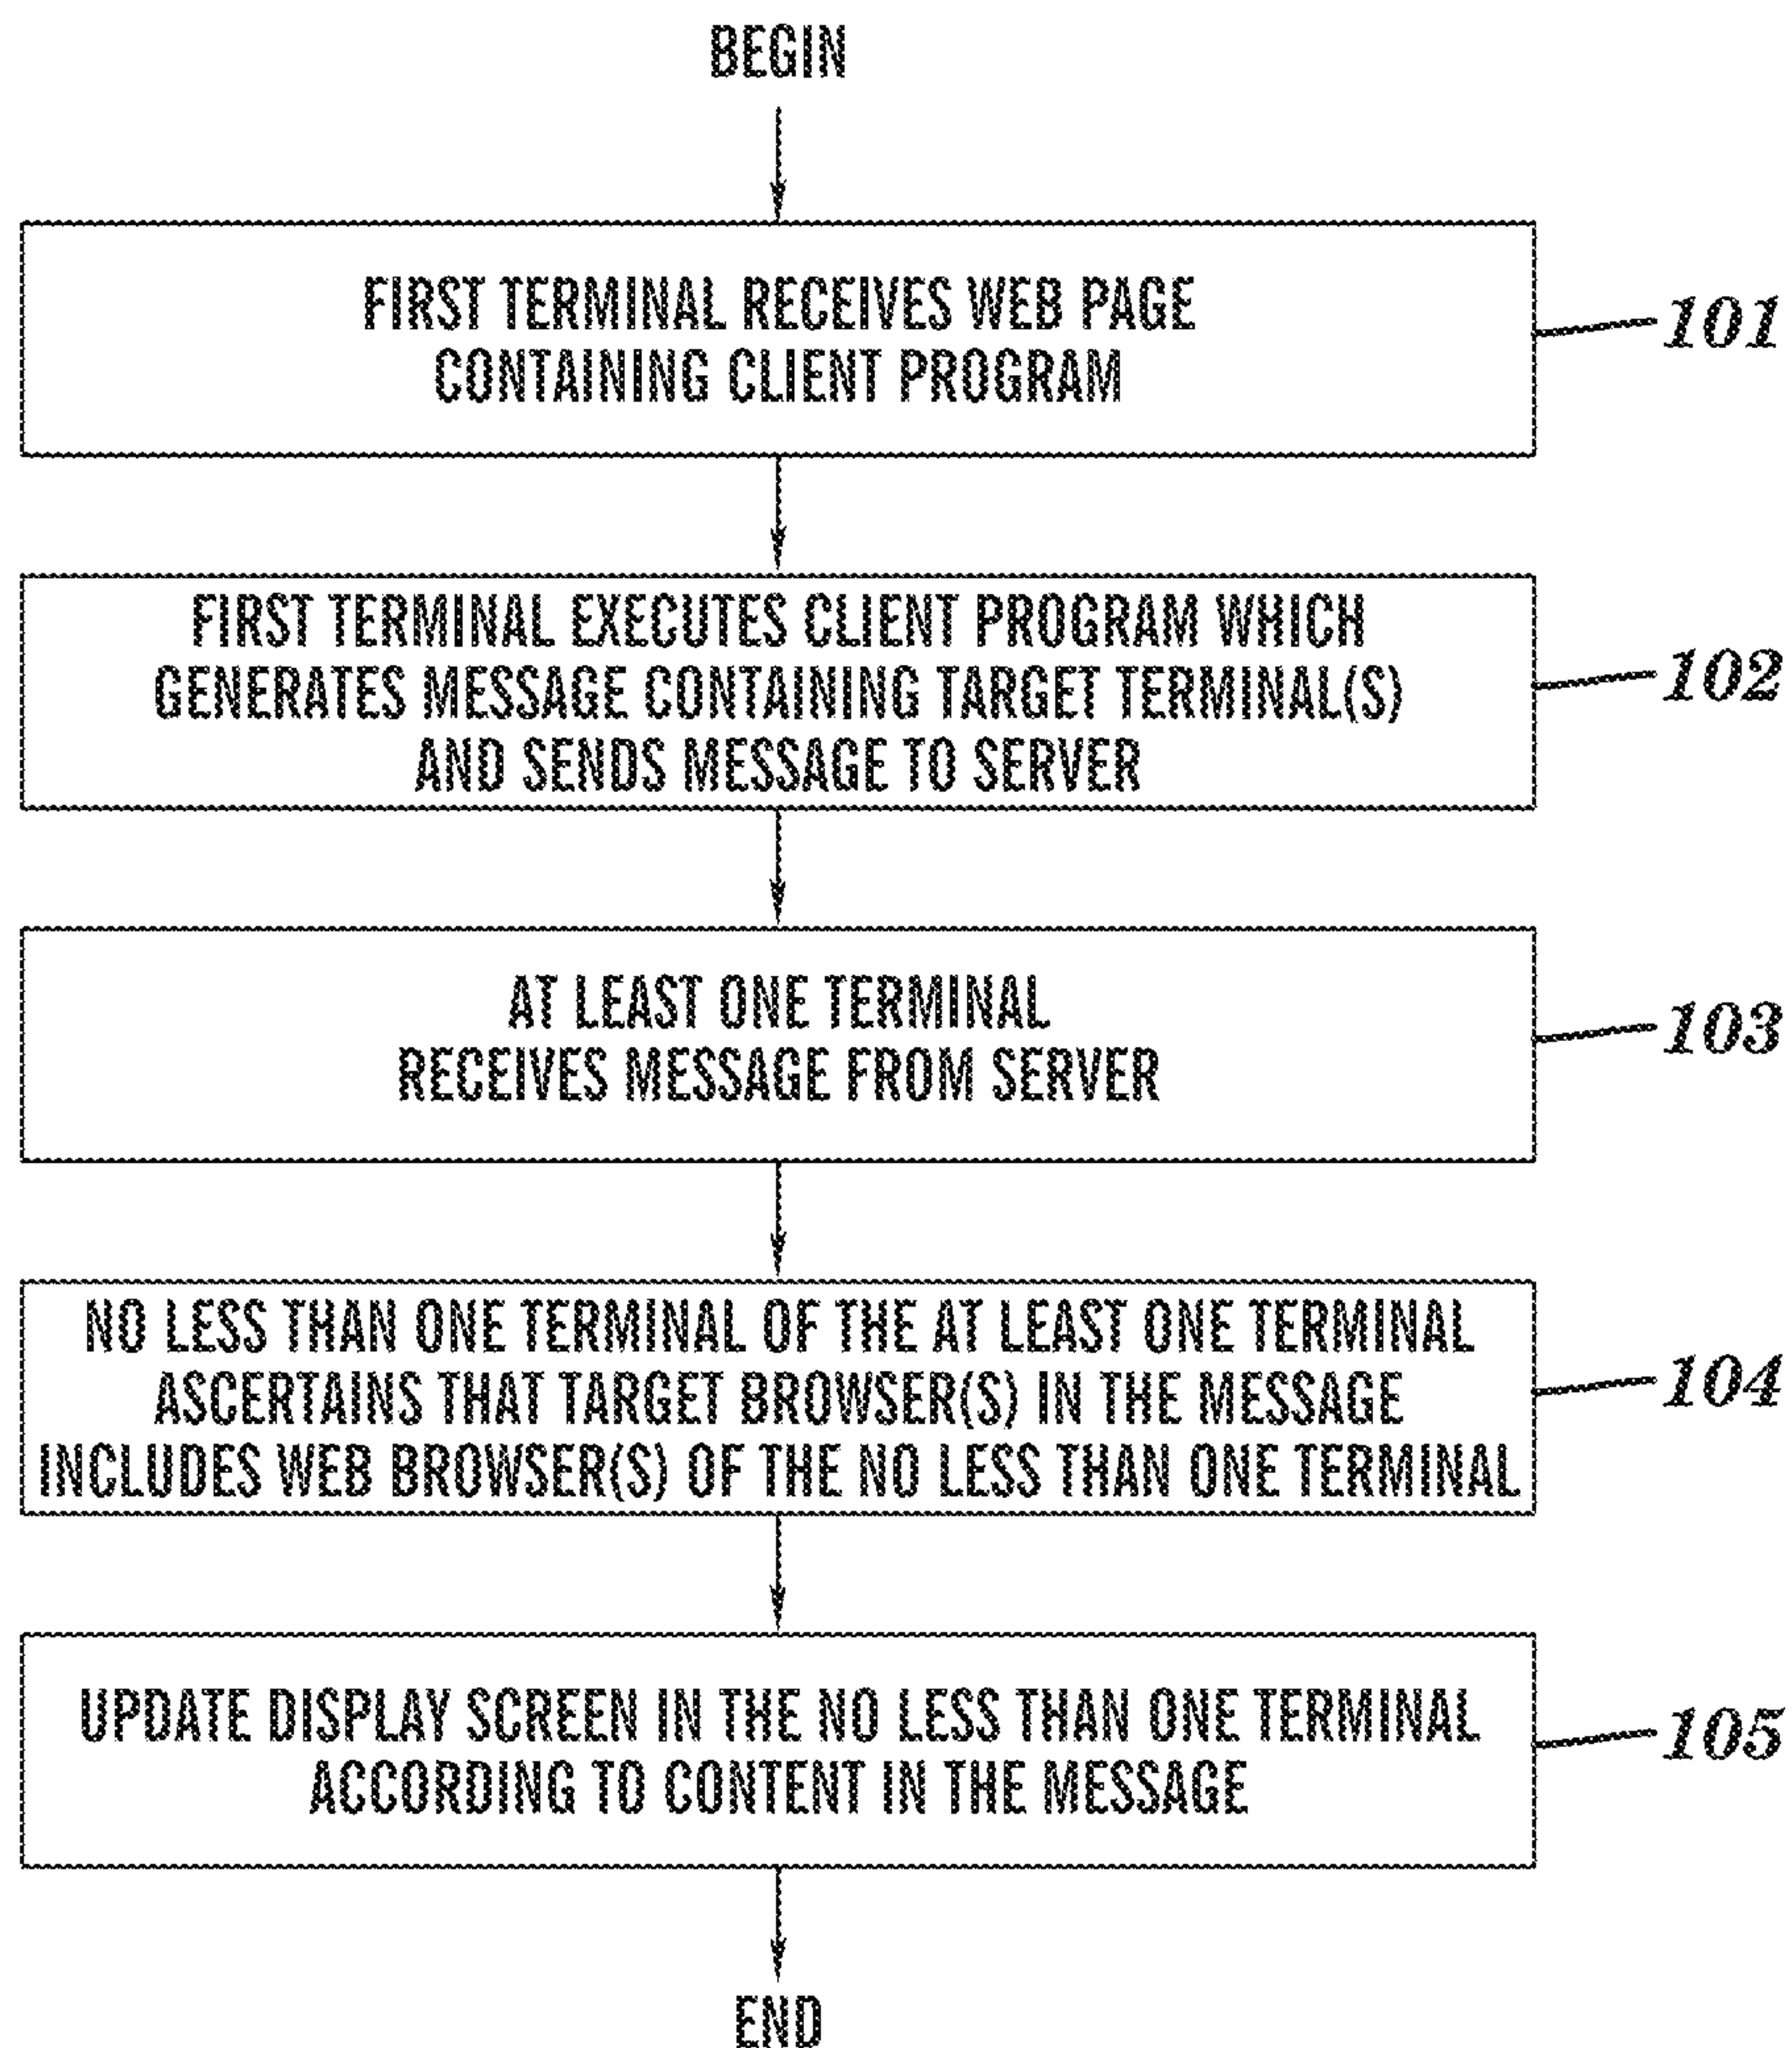 BEGIN
FIRST TERMINAL RECEIVES WEB PAGE
CONTAINING CLIENT PROGRAM
101
FIRST TERMINAL EXECUTES CLIENT PROGRAM WHICH
GENERATES MESSAGE CONTAINING TARGET TERMINAL(S)
AND SENDS MESSAGE TO SERVER
102
AT LEAST ONE TERMINAL
RECEIVES MESSAGE FROM SERVER
103
NO LESS THAN ONE TERMINAL OF THE AT LEAST ONE TERMINAL
ASCERTAINS THAT TARGET BROWSER(S) IN THE MESSAGE
INCLUDES WEB BROWSER(S) OF THE NO LESS THAN ONE TERMINAL
104
UPDATE DISPLAY SCREEN IN THE NO LESS THAN ONE TERMINAL
ACCORDING TO CONTENT IN THE MESSAGE
105
END